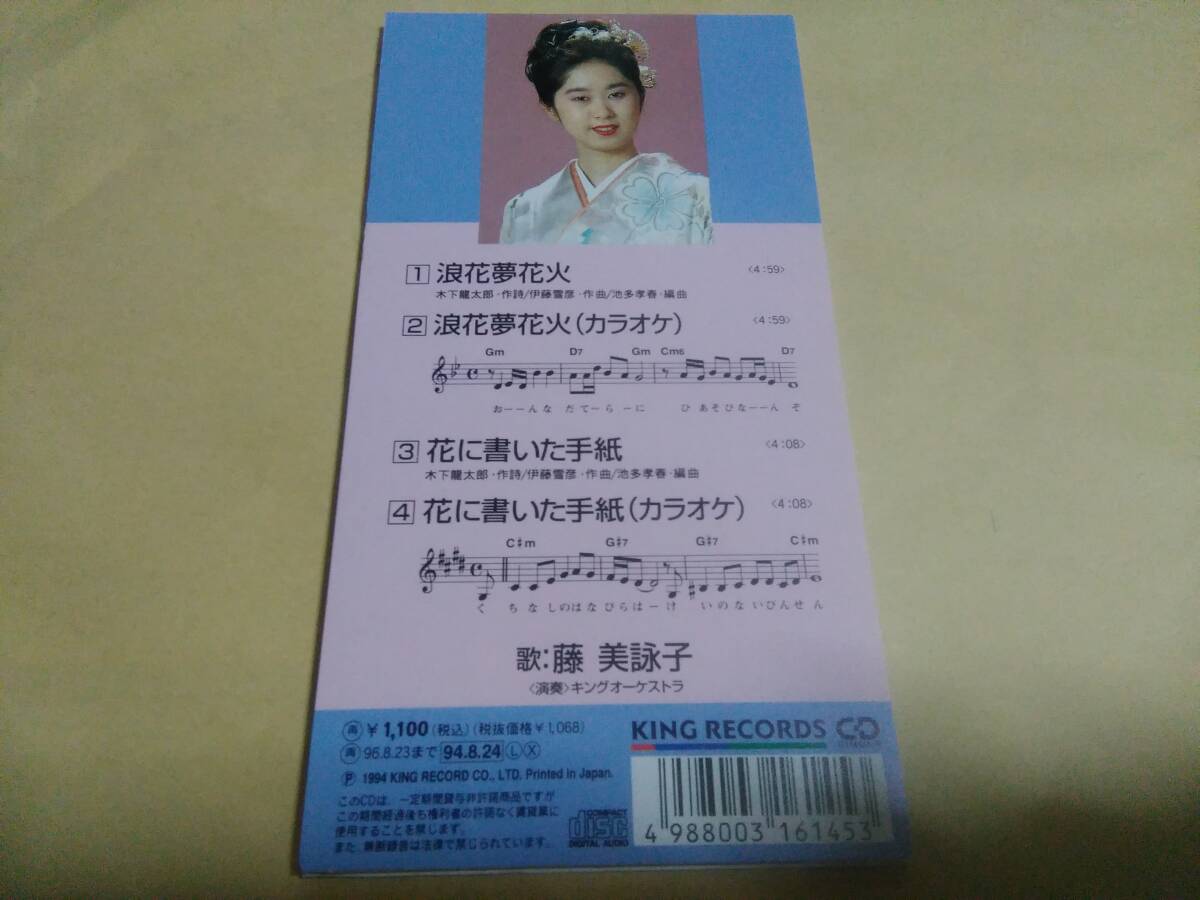 1 浪花夢花火 〈4:59〉
木下龍太郎・作詩/伊藤雪彦・作曲/池多孝春・編曲
2 浪花夢花火(カラオケ) 〈4:59〉
Gm D7 Gm Cm6 D7
おーーんな だてーらーに ひあそびなーーんぞ
3 花に書いた手紙 〈4:08〉
木下龍太郎・作詩/伊藤雪彦・作曲/池多孝春・編曲
4 花に書いた手紙(カラオケ) 〈4:08〉
C♯m G♯7 G♯7 C♯m
くちなしのはなびらはーけいのないびんせん
歌:藤 美詠子
〈演奏〉キングオーケストラ
再¥1,100(税込)(税抜価格¥1,068)
再96.8.23まで 94.8.24 L X
Ⓟ 1994 KING RECORD CO., LTD. Printed in Japan.
このCDは、一定期間貸与非許諾商品ですが
この期間経過後も権利者の許諾なく賃貸業に
使用することを禁じます。
また、無断録音は法律で禁じられています。
COMPACT
disc
DIGITAL AUDIO
KING RECORDS CD
4 988003 161453